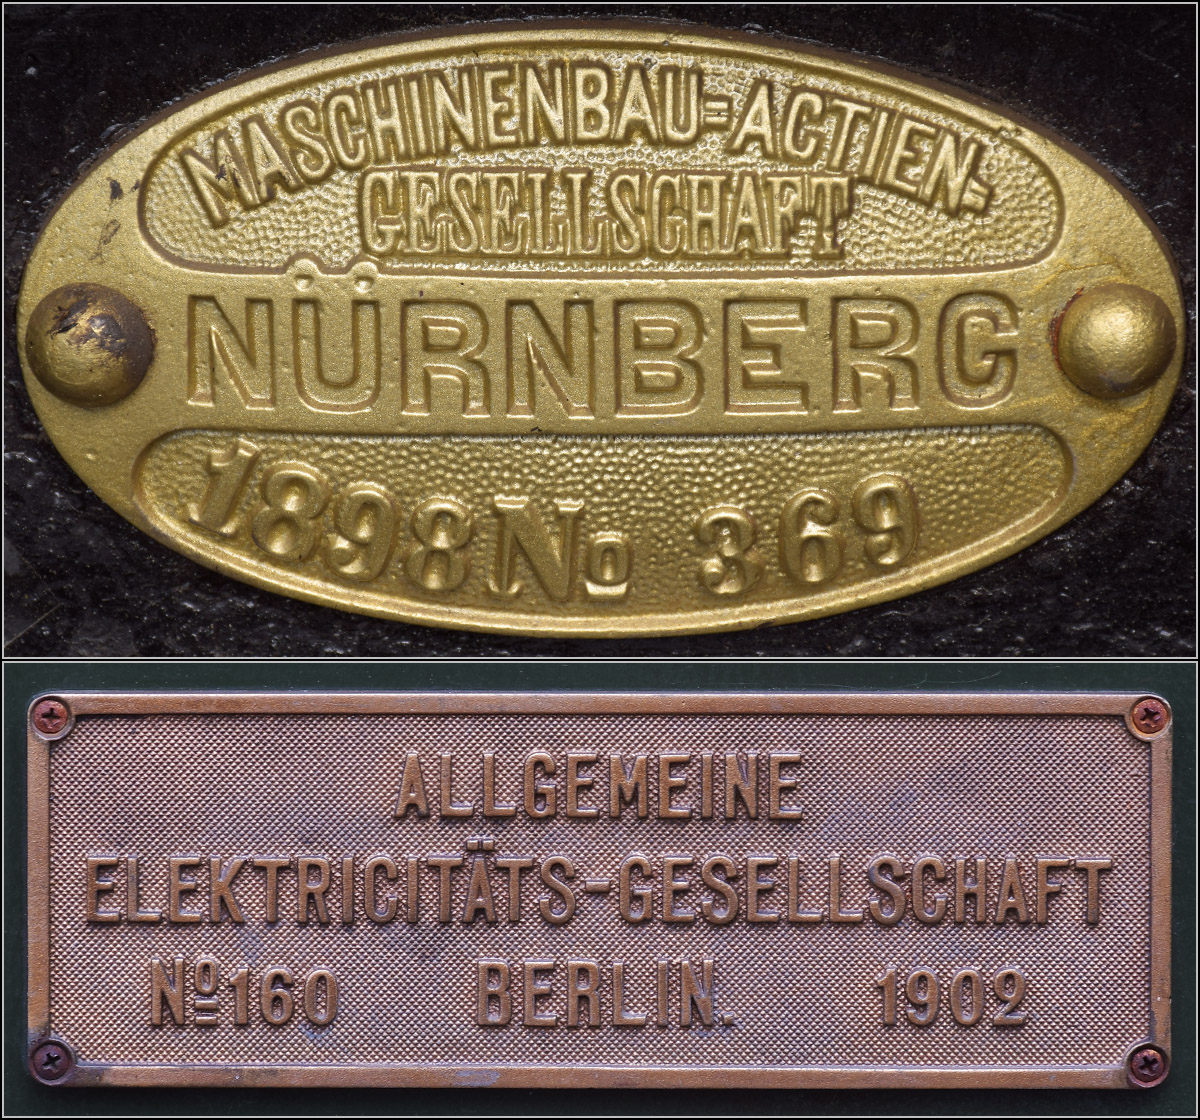 MASCHINENBAU=ACTIEN=
GESELLSCHAFT
NÜRNBERG
1898 No 369
ALLGEMEINE
ELEKTRICITÄTS-GESELLSCHAFT
No 160 BERLIN. 1902